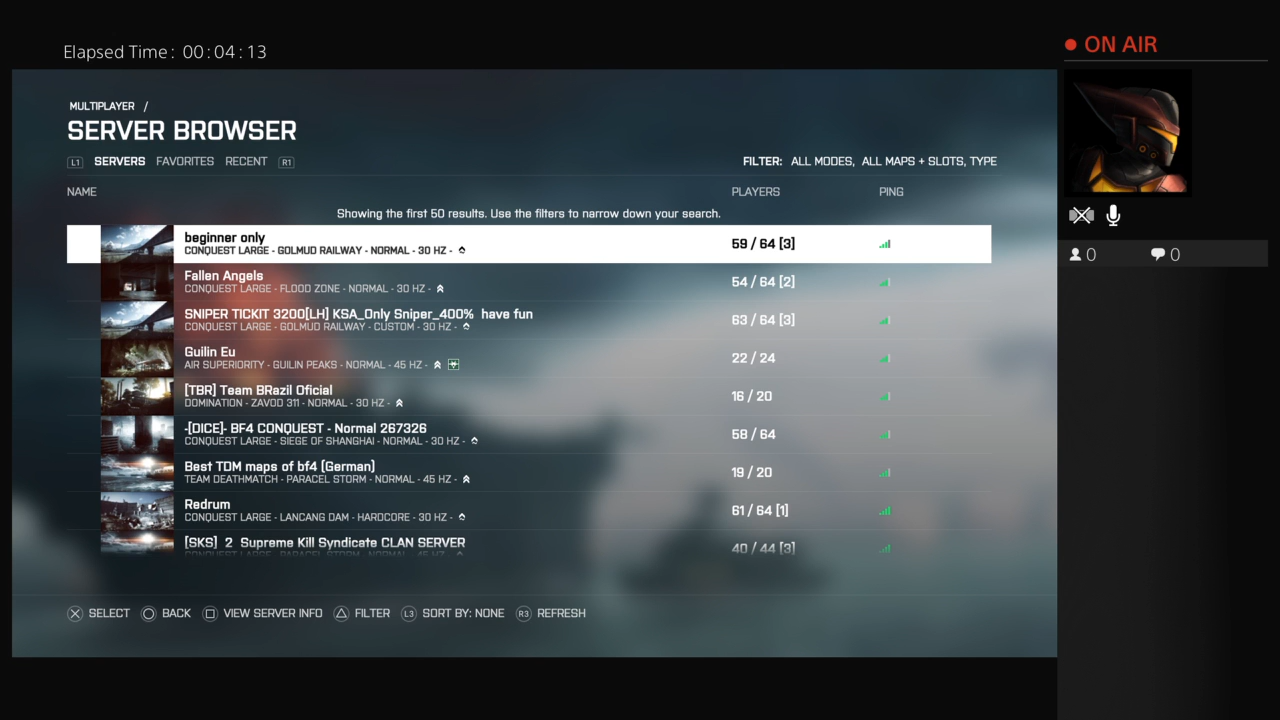 Elapsed Time: 00:04:13
ON AIR
MULTIPLAYER /
SERVER BROWSER
L1 SERVERS FAVORITES RECENT R1
FILTER: ALL MODES, ALL MAPS + SLOTS, TYPE
NAME PLAYERS PING
Showing the first 50 results. Use the filters to narrow down your search.
beginner only
CONQUEST LARGE - GOLMUD RAILWAY - NORMAL - 30 HZ -
59 / 64 [3]
Fallen Angels
CONQUEST LARGE - FLOOD ZONE - NORMAL - 30 HZ -
54 / 64 [2]
SNIPER TICKIT 3200[LH] KSA_Only Sniper_400% have fun
CONQUEST LARGE - GOLMUD RAILWAY - CUSTOM - 30 HZ -
63 / 64 [3]
Guilin Eu
AIR SUPERIORITY - GUILIN PEAKS - NORMAL - 45 HZ -
22 / 24
[TBR] Team BRazil Oficial
DOMINATION - ZAVOD 311 - NORMAL - 30 HZ -
16 / 20
-[DICE]- BF4 CONQUEST - Normal 267326
CONQUEST LARGE - SIEGE OF SHANGHAI - NORMAL - 30 HZ -
58 / 64
Best TDM maps of bf4 [German]
TEAM DEATHMATCH - PARACEL STORM - NORMAL - 45 HZ -
19 / 20
Redrum
CONQUEST LARGE - LANCANG DAM - HARDCORE - 30 HZ -
61 / 64 [1]
[SKS] 2 Supreme Kill Syndicate CLAN SERVER
CONQUEST LARGE - PARACEL STORM - NORMAL - 45 HZ -
40 / 44 [3]
SELECT BACK VIEW SERVER INFO FILTER L3 SORT BY: NONE R3 REFRESH
0 0